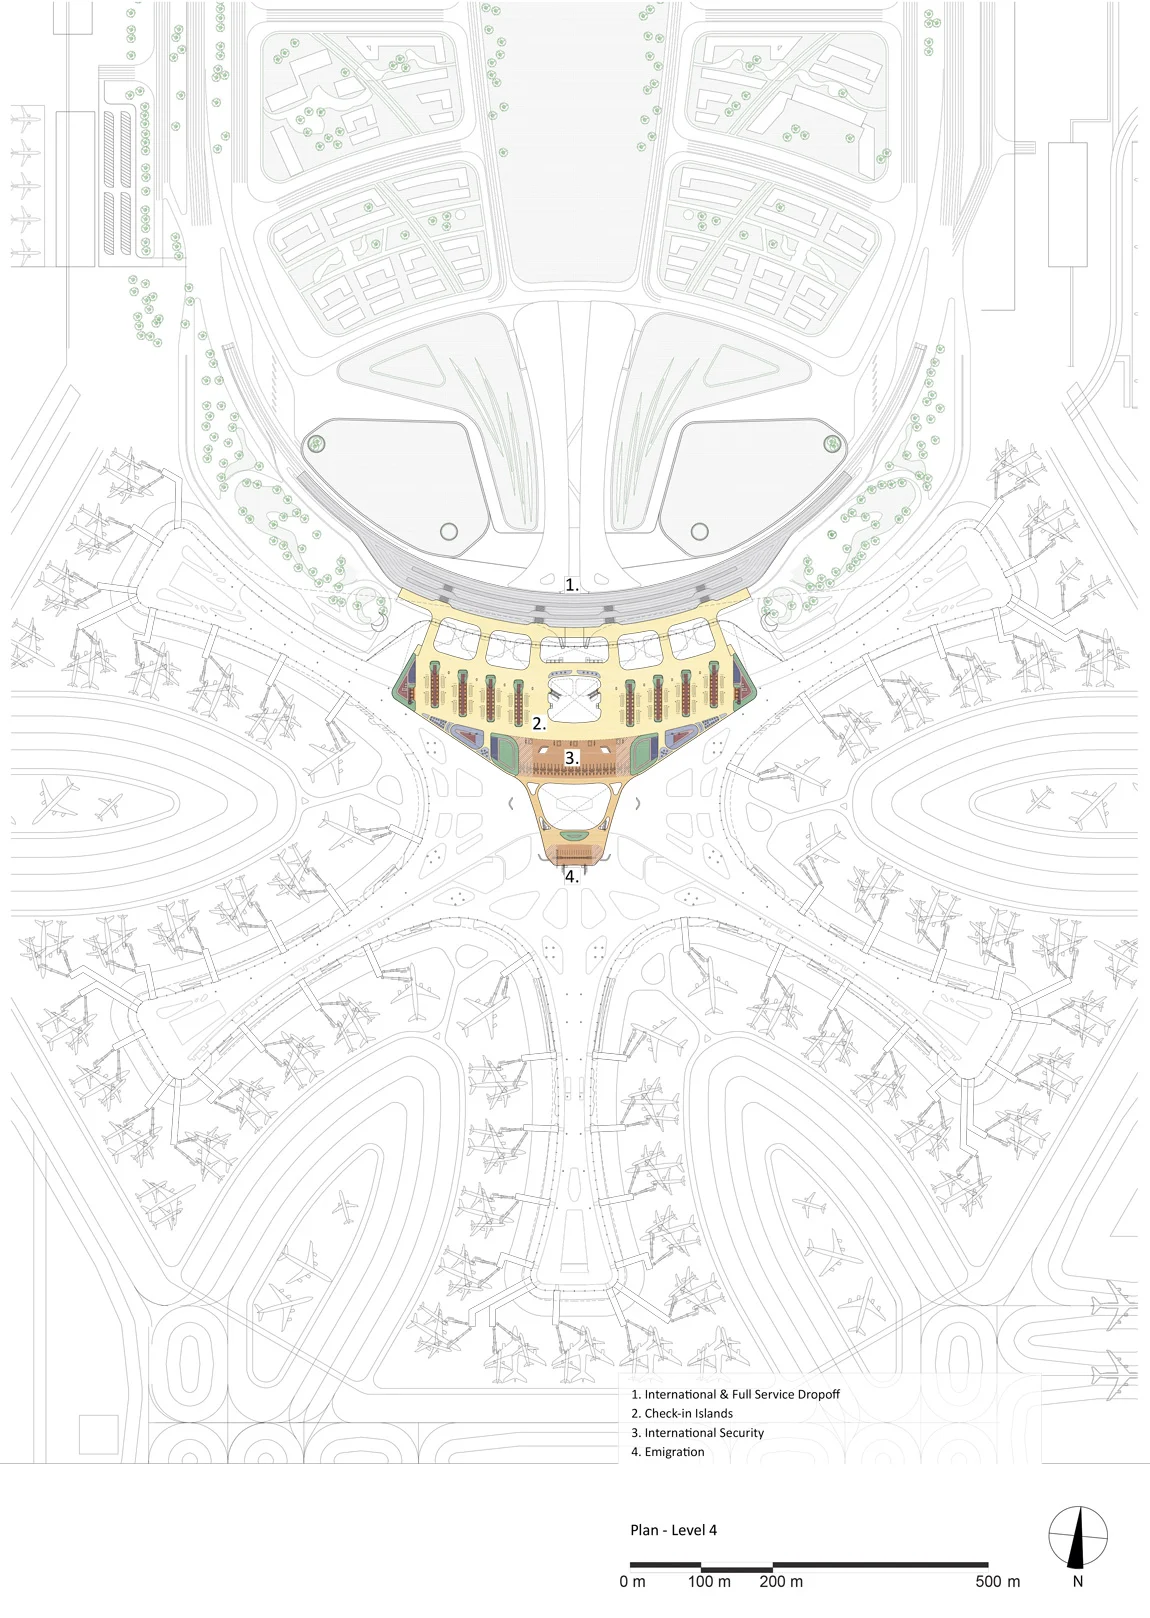 1.
2.
3.
4.
1. International & Full Service Dropoff
2. Check-in Islands
3. International Security
4. Emigration
Plan - Level 4
0 m 100 m 200 m 500 m
N